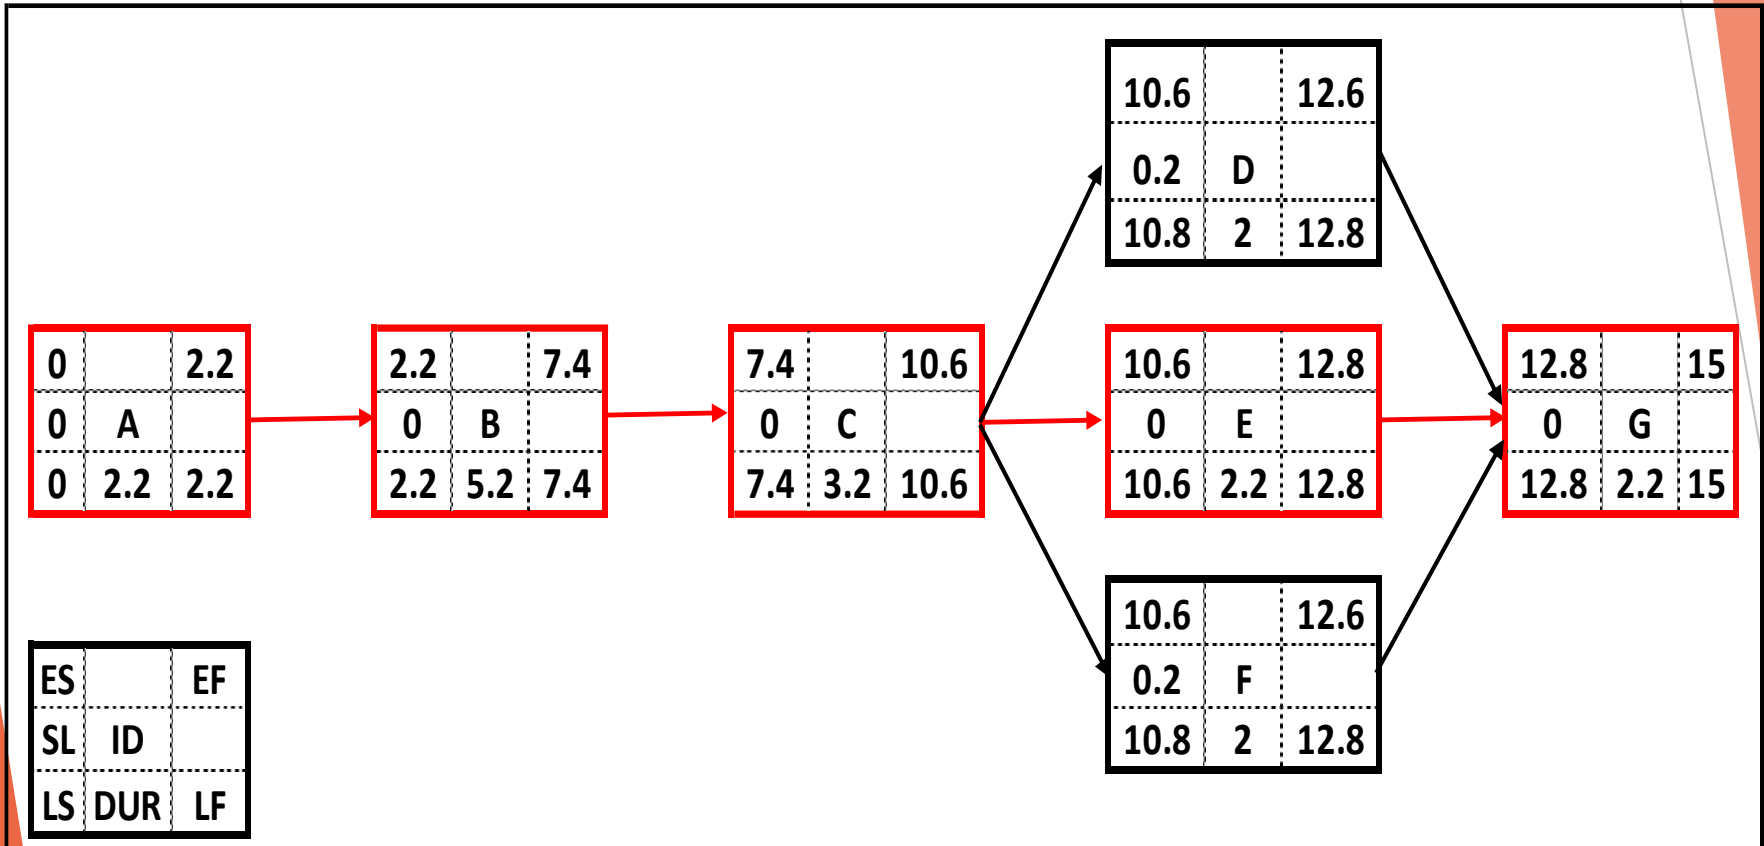 10.6 12.6
0.2 D
10.8 2 12.8
0 2.2
0 A
0 2.2 2.2
2.2 7.4
0 B
2.2 5.2 7.4
7.4 10.6
0 C
7.4 3.2 10.6
10.6 12.8
0 E
10.6 2.2 12.8
12.8 15
0 G
12.8 2.2 15
10.6 12.6
0.2 F
10.8 2 12.8
ES EF
SL ID
LS DUR LF